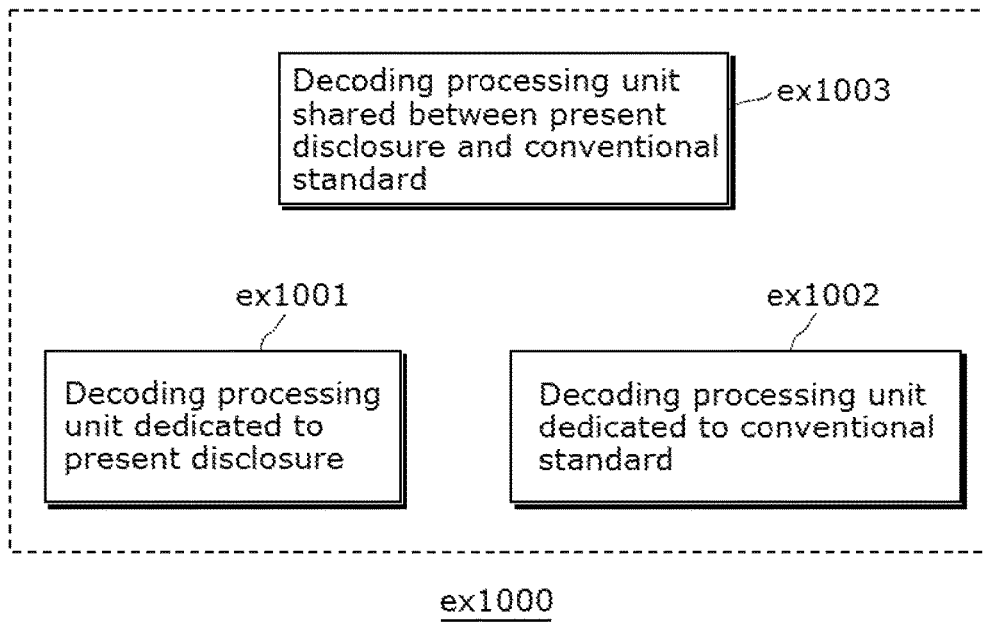 Decoding processing unit
shared between present
disclosure and conventional
standard
ex1003
ex1001
ex1002
Decoding processing
unit dedicated to
present disclosure
Decoding processing unit
dedicated to conventional
standard
ex1000